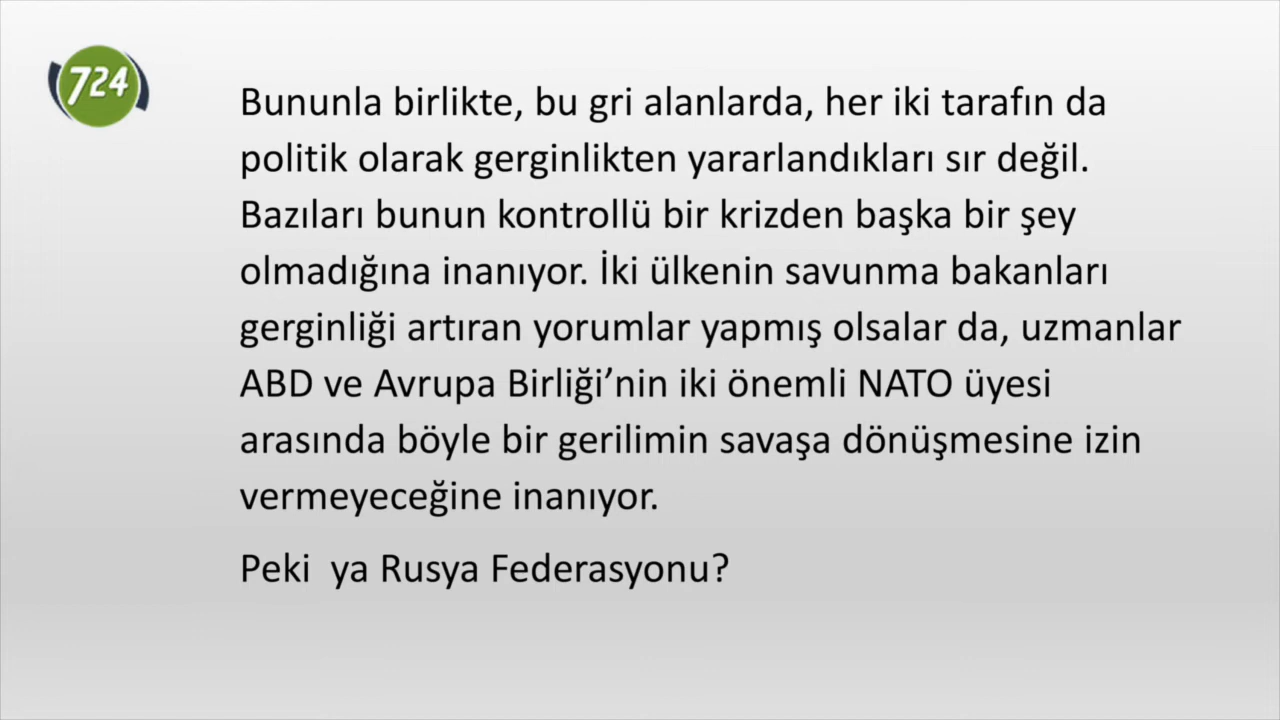 724
Bununla birlikte, bu gri alanlarda, her iki tarafın da
politik olarak gerginlikten yararlandıkları sır değil.
Bazıları bunun kontrollü bir krizden başka bir şey
olmadığına inanıyor. İki ülkenin savunma bakanları
gerginliği artıran yorumlar yapmış olsalar da, uzmanlar
ABD ve Avrupa Birliği’nin iki önemli NATO üyesi
arasında böyle bir gerilimin savaşa dönüşmesine izin
vermeyeceğine inanıyor.
Peki  ya Rusya Federasyonu?